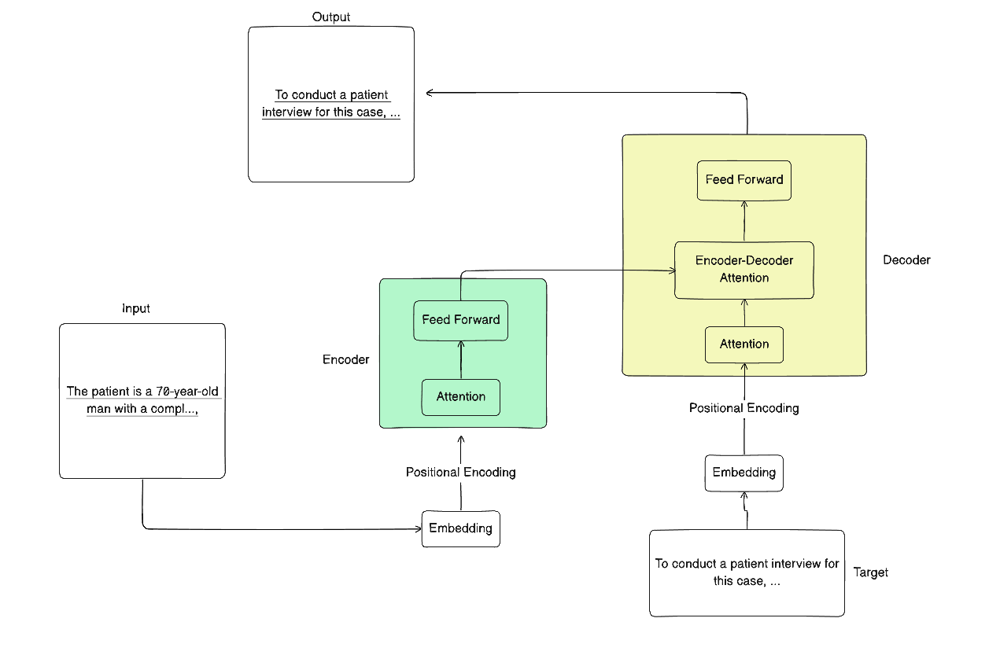 Output
To conduct a patient
interview for this case, ...
Feed Forward
Encoder-Decoder
Attention
Decoder
Attention
Positional Encoding
Embedding
To conduct a patient interview for
this case, ...
Target
Input
The patient is a 70-year-old
man with a compl...,
Encoder
Feed Forward
Attention
Positional Encoding
Embedding